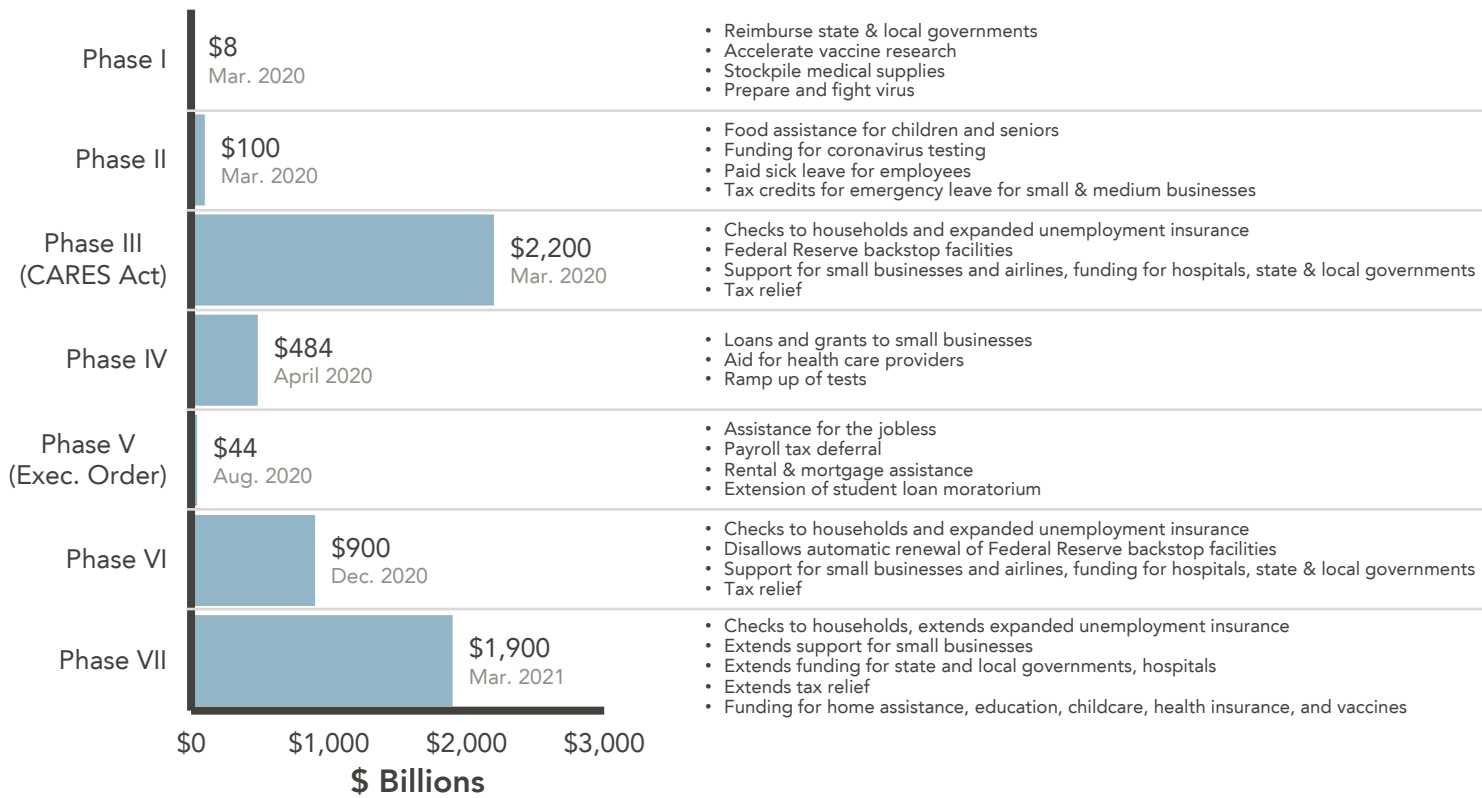 Phase I
$8
Mar. 2020
• Reimburse state & local governments
• Accelerate vaccine research
• Stockpile medical supplies
• Prepare and fight virus
Phase II
$100
Mar. 2020
• Food assistance for children and seniors
• Funding for coronavirus testing
• Paid sick leave for employees
• Tax credits for emergency leave for small & medium businesses
Phase III
(CARES Act)
$2,200
Mar. 2020
• Checks to households and expanded unemployment insurance
• Federal Reserve backstop facilities
• Support for small businesses and airlines, funding for hospitals, state & local governments
• Tax relief
Phase IV
$484
April 2020
• Loans and grants to small businesses
• Aid for health care providers
• Ramp up of tests
Phase V
(Exec. Order)
$44
Aug. 2020
• Assistance for the jobless
• Payroll tax deferral
• Rental & mortgage assistance
• Extension of student loan moratorium
Phase VI
$900
Dec. 2020
• Checks to households and expanded unemployment insurance
• Disallows automatic renewal of Federal Reserve backstop facilities
• Support for small businesses and airlines, funding for hospitals, state & local governments
• Tax relief
Phase VII
$1,900
Mar. 2021
• Checks to households, extends expanded unemployment insurance
• Extends support for small businesses
• Extends funding for state and local governments, hospitals
• Extends tax relief
• Funding for home assistance, education, childcare, health insurance, and vaccines
$0 $1,000 $2,000 $3,000
$ Billions